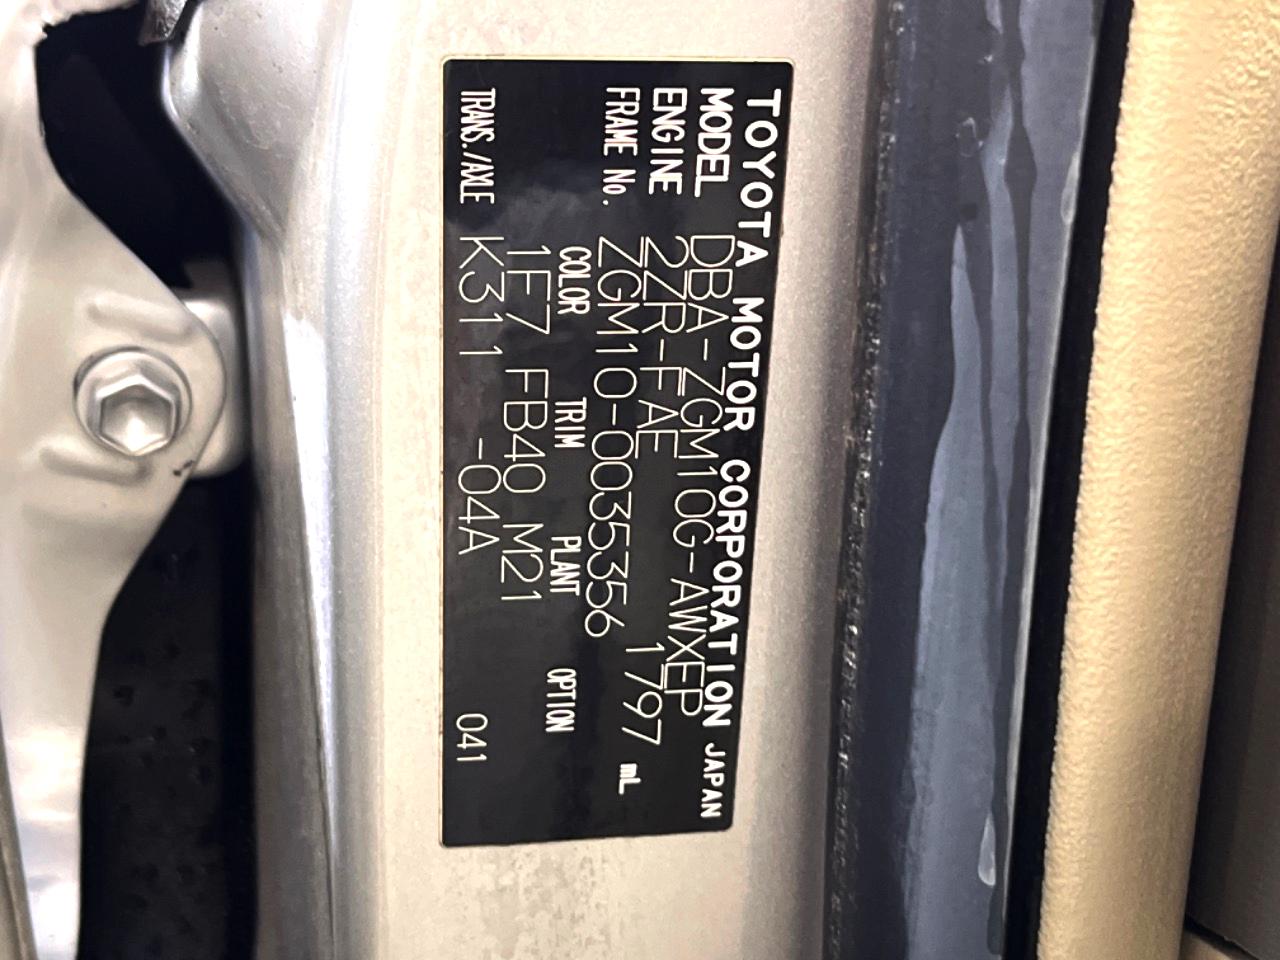 TOYOTA MOTOR CORPORATION JAPAN
MODEL DBA-ZGM10G-AWXEP
ENGINE 2ZR-FAE 1797 mL
FRAME No. ZGM10-0035356
COLOR TRIM PLANT OPTION
1F7 FB40 M21
TRANS./AXLE K311 -04A 041